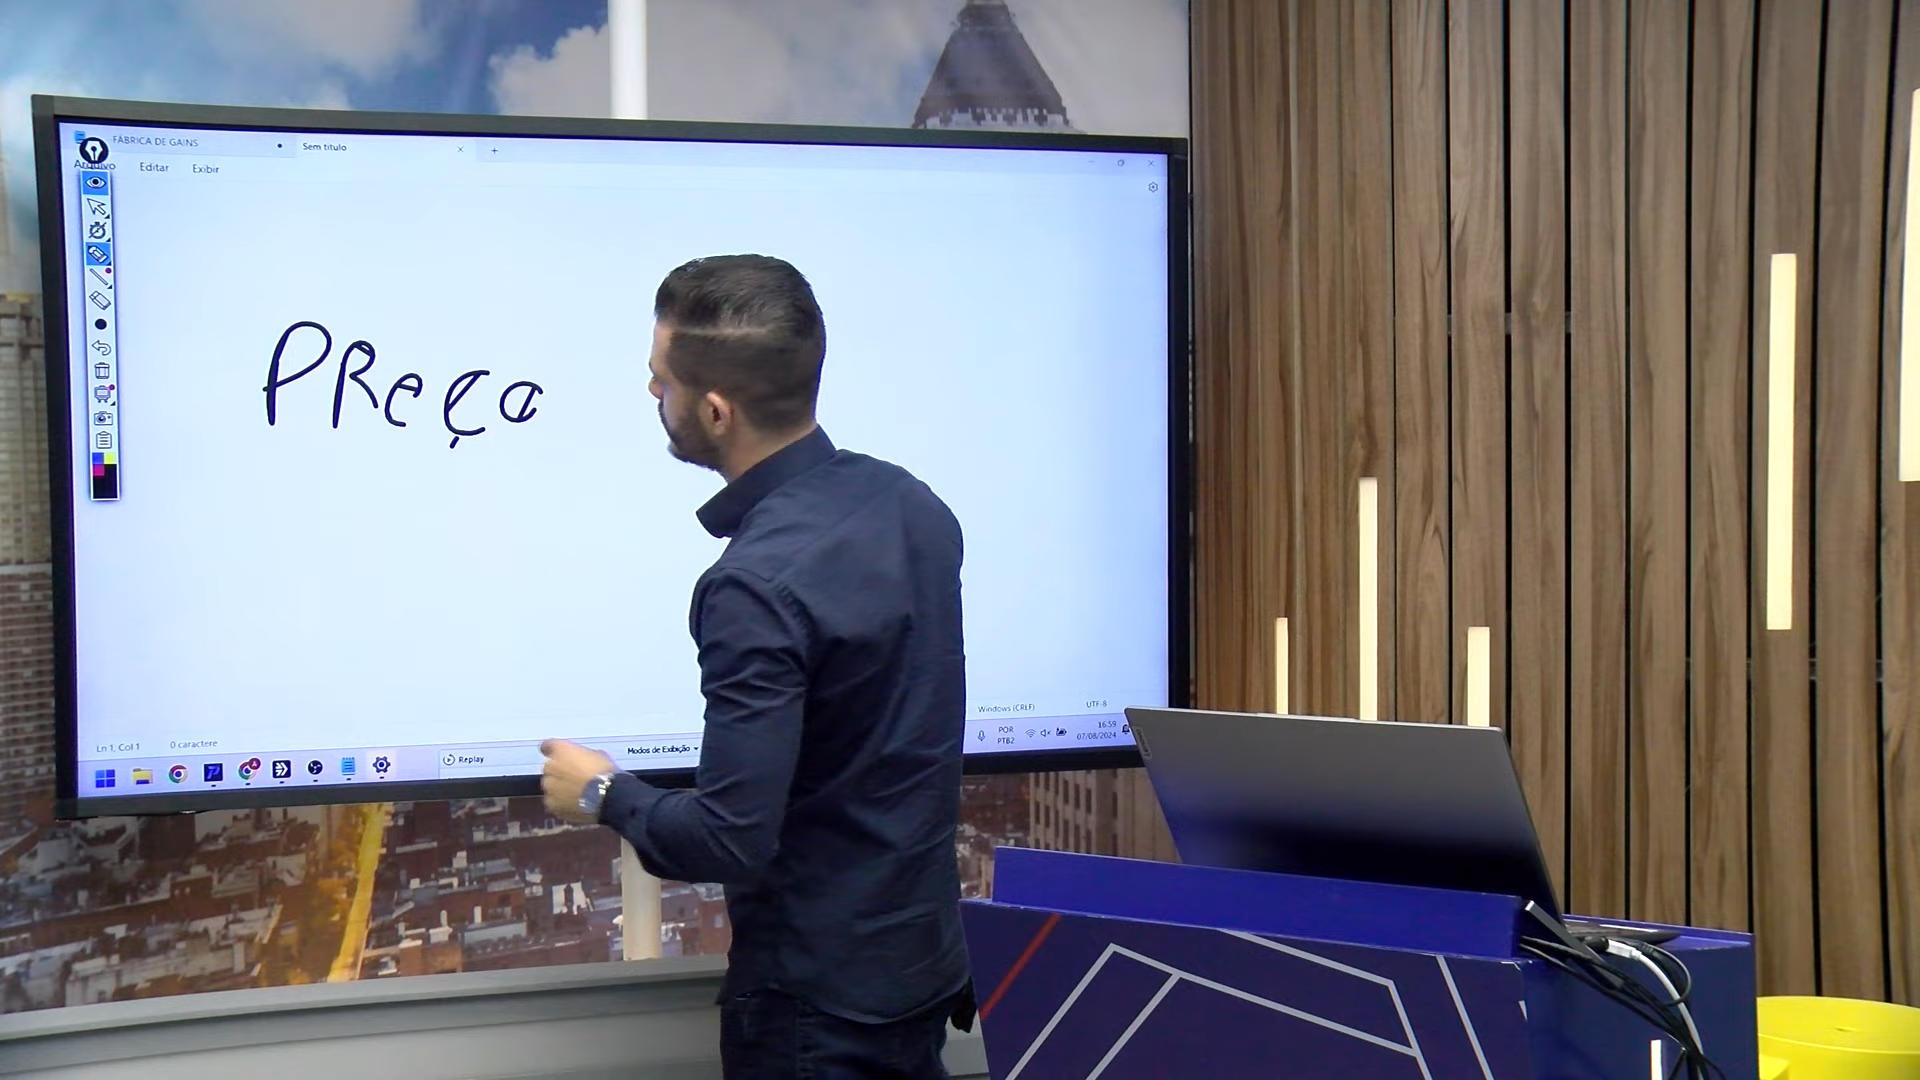 FÁBRICA DE GAINS
Sem título
Arquivo Editar Exibir
PReço
Ln 1, Col 1 0 caractere
Windows (CRLF) UTF-8
Replay
Modos de Exibição
POR
PTB2
16:59
07/08/2024
Lenovo